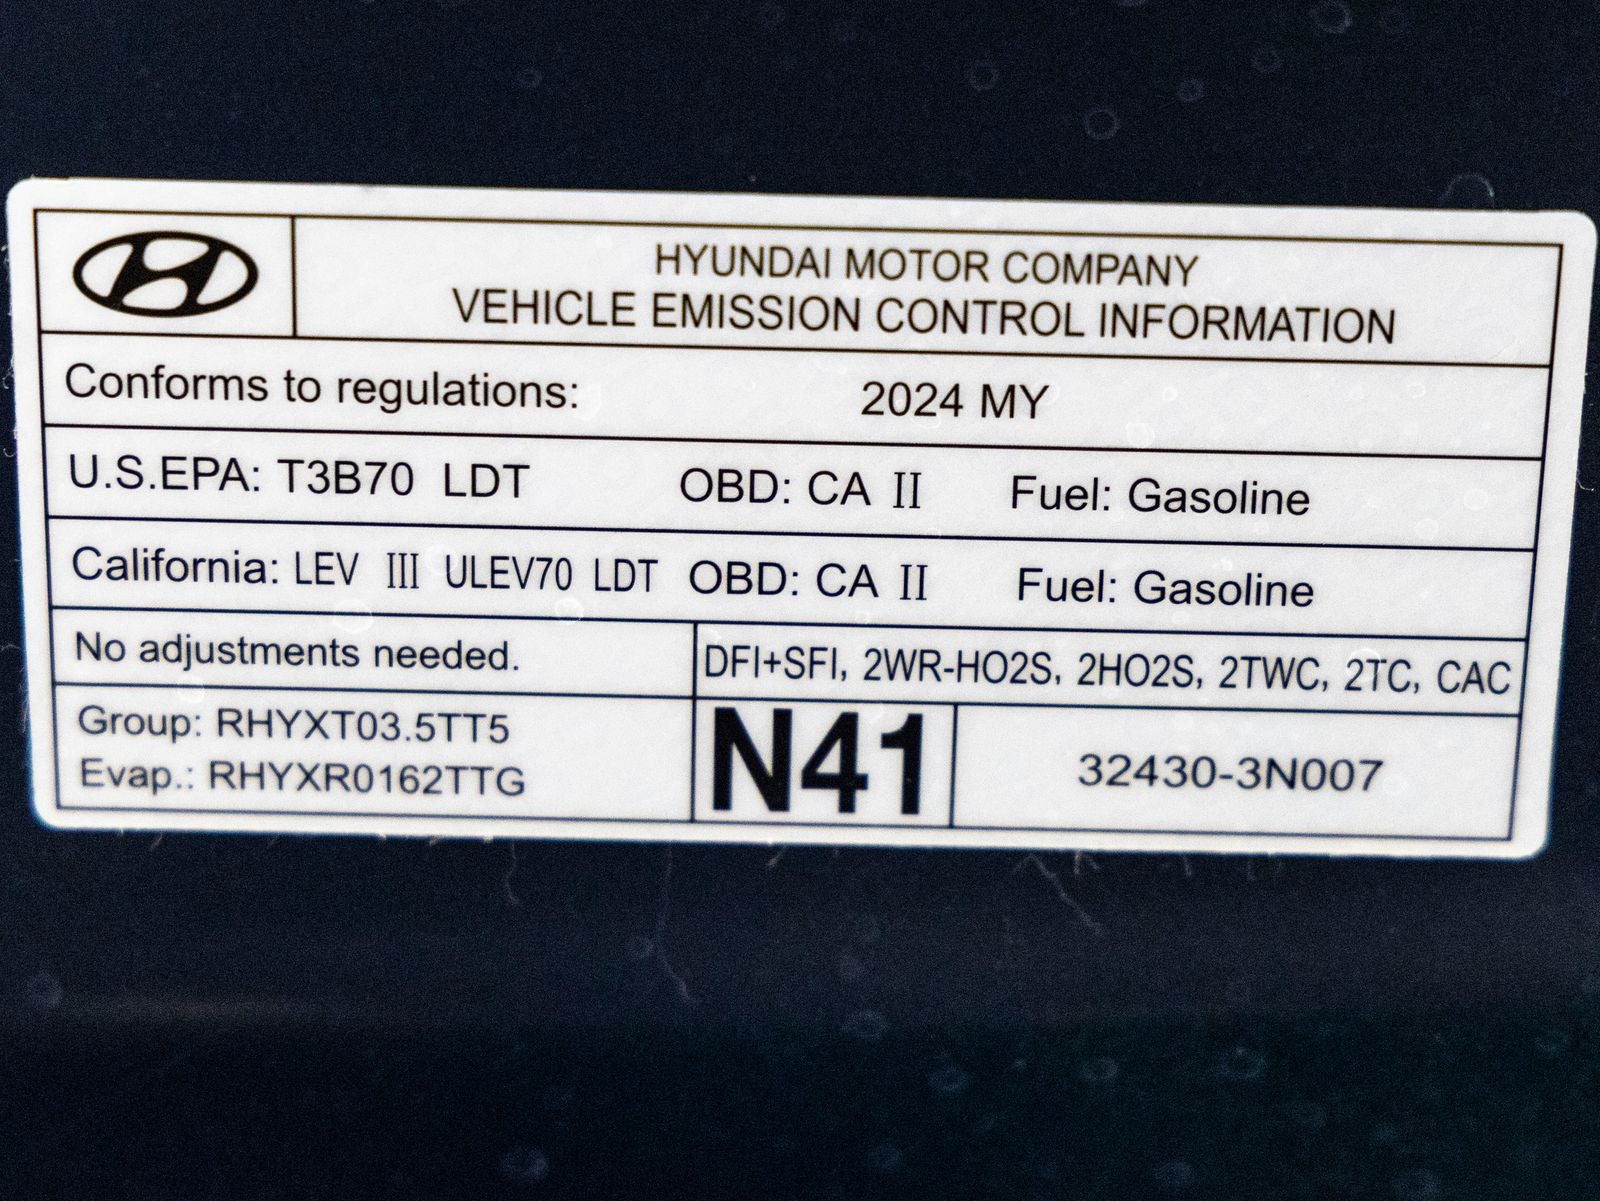 HYUNDAI MOTOR COMPANY
VEHICLE EMISSION CONTROL INFORMATION
Conforms to regulations: 2024 MY
U.S.EPA: T3B70 LDT OBD: CA II Fuel: Gasoline
California: LEV III ULEV70 LDT OBD: CA II Fuel: Gasoline
No adjustments needed. DFI+SFI, 2WR-HO2S, 2HO2S, 2TWC, 2TC, CAC
Group: RHYXT03.5TT5
Evap.: RHYXR0162TTG
N41
32430-3N007